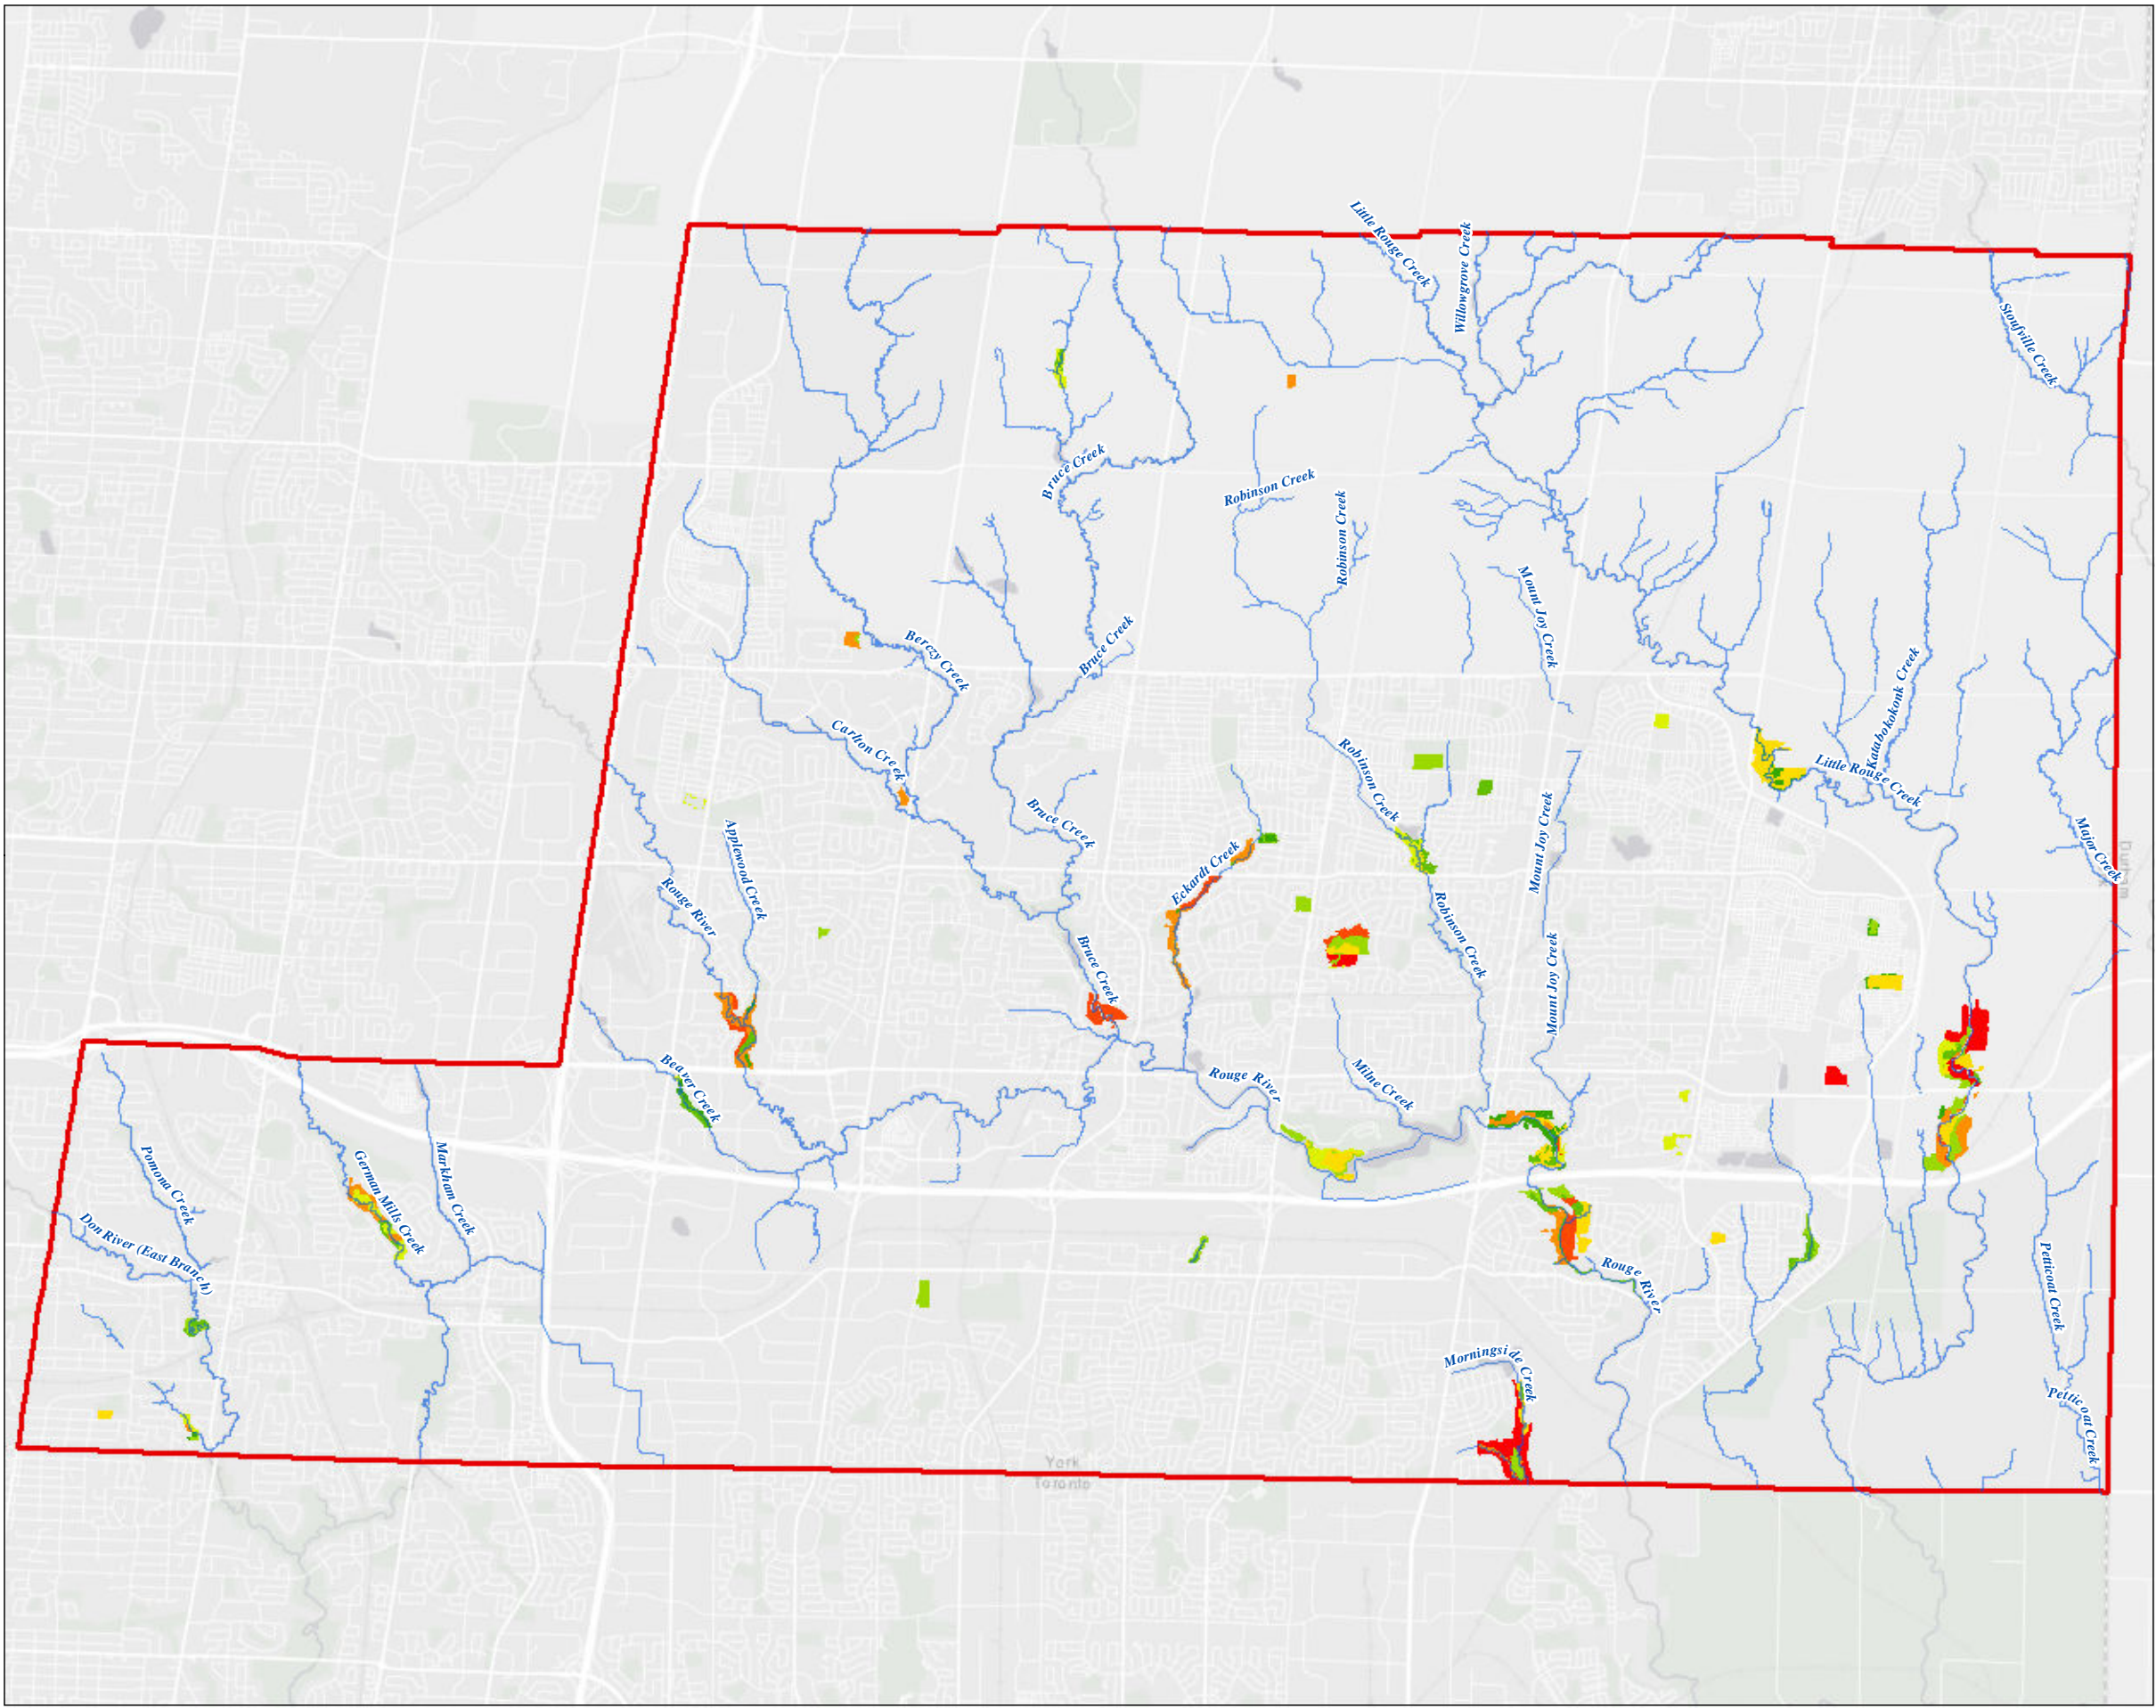 Little Rouge Creek
Willowgrove Creek
Stoufville Creek
Bruce Creek
Robinson Creek
Robinson Creek
Mount Joy Creek
Berczy Creek
Bruce Creek
Katabokokonk Creek
Carlton Creek
Robinson Creek
Little Rouge Creek
Bruce Creek
Mount Joy Creek
Major Creek
Durham
Applewood Creek
Eckardt Creek
Rouge River
Robinson Creek
Bruce Creek
Mount Joy Creek
Beaver Creek
Rouge River
Milne Creek
Pomona Creek
German Mills Creek
Markham Creek
Don River (East Branch)
Rouge River
Petticoat Creek
Morningside Creek
Petticoat Creek
York
Toronto